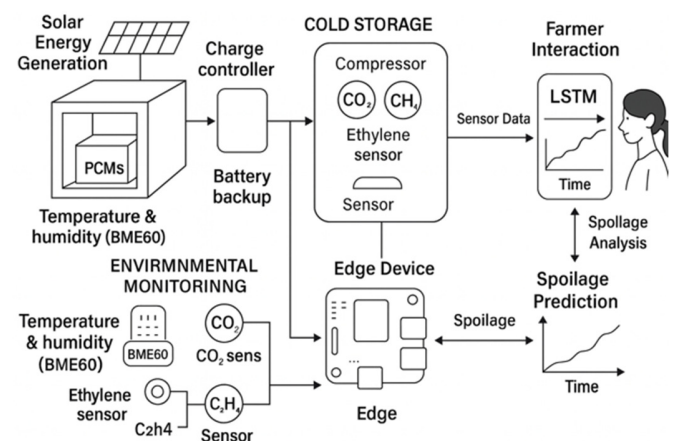 Solar
Energy
Generation
PCMs
Temperature &
humidity (BME60)
Charge
controller
Battery
backup
COLD STORAGE
Compressor
CO₂
CH₄
Ethylene
sensor
Sensor
Sensor Data
Farmer
Interaction
LSTM
Time
Spollage
Analysis
Spoilage
Prediction
Time
Spoilage
Edge Device
Edge
ENVIRMNMENTAL
MONITORINNG
Temperature
& humidity
(BME60)
BME60
CO₂
CO₂ sens
Ethylene
sensor
C2h4
C₂H₄
Sensor